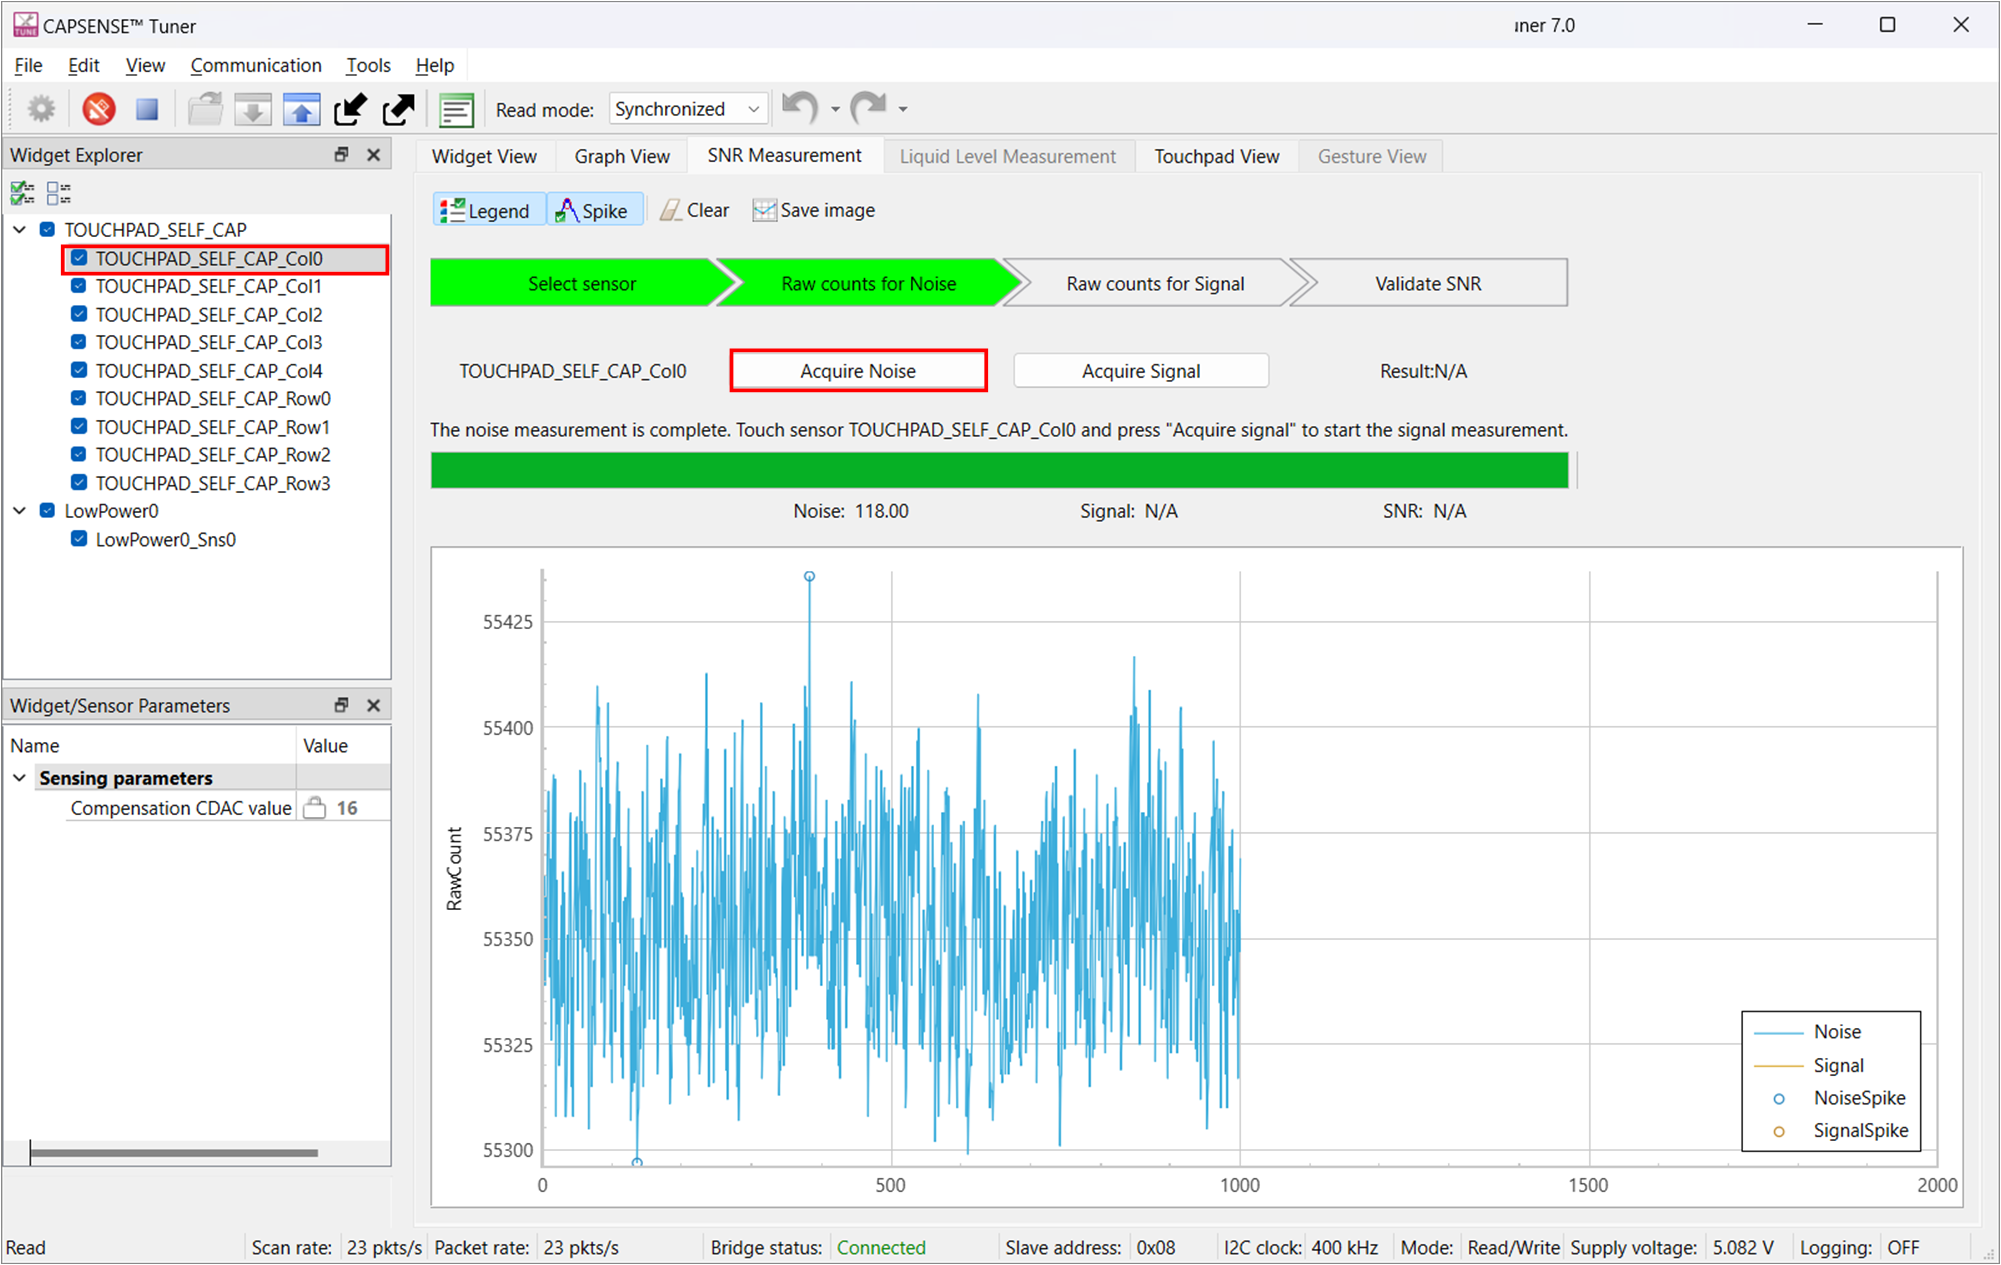 CAPSENSE™ Tuner
ıner 7.0
File Edit View Communication Tools Help
Read mode: Synchronized
Widget Explorer
TOUCHPAD_SELF_CAP
TOUCHPAD_SELF_CAP_Col0
TOUCHPAD_SELF_CAP_Col1
TOUCHPAD_SELF_CAP_Col2
TOUCHPAD_SELF_CAP_Col3
TOUCHPAD_SELF_CAP_Col4
TOUCHPAD_SELF_CAP_Row0
TOUCHPAD_SELF_CAP_Row1
TOUCHPAD_SELF_CAP_Row2
TOUCHPAD_SELF_CAP_Row3
LowPower0
LowPower0_Sns0
Widget/Sensor Parameters
Name Value
Sensing parameters
Compensation CDAC value 16
Widget View Graph View SNR Measurement Liquid Level Measurement Touchpad View Gesture View
Legend Spike Clear Save image
Select sensor Raw counts for Noise Raw counts for Signal Validate SNR
TOUCHPAD_SELF_CAP_Col0 Acquire Noise Acquire Signal Result:N/A
The noise measurement is complete. Touch sensor TOUCHPAD_SELF_CAP_Col0 and press "Acquire signal" to start the signal measurement.
Noise: 118.00 Signal: N/A SNR: N/A
RawCount
55425
55400
55375
55350
55325
55300
0 500 1000 1500 2000
Noise
Signal
NoiseSpike
SignalSpike
Read Scan rate: 23 pkts/s Packet rate: 23 pkts/s Bridge status: Connected Slave address: 0x08 I2C clock: 400 kHz Mode: Read/Write Supply voltage: 5.082 V Logging: OFF